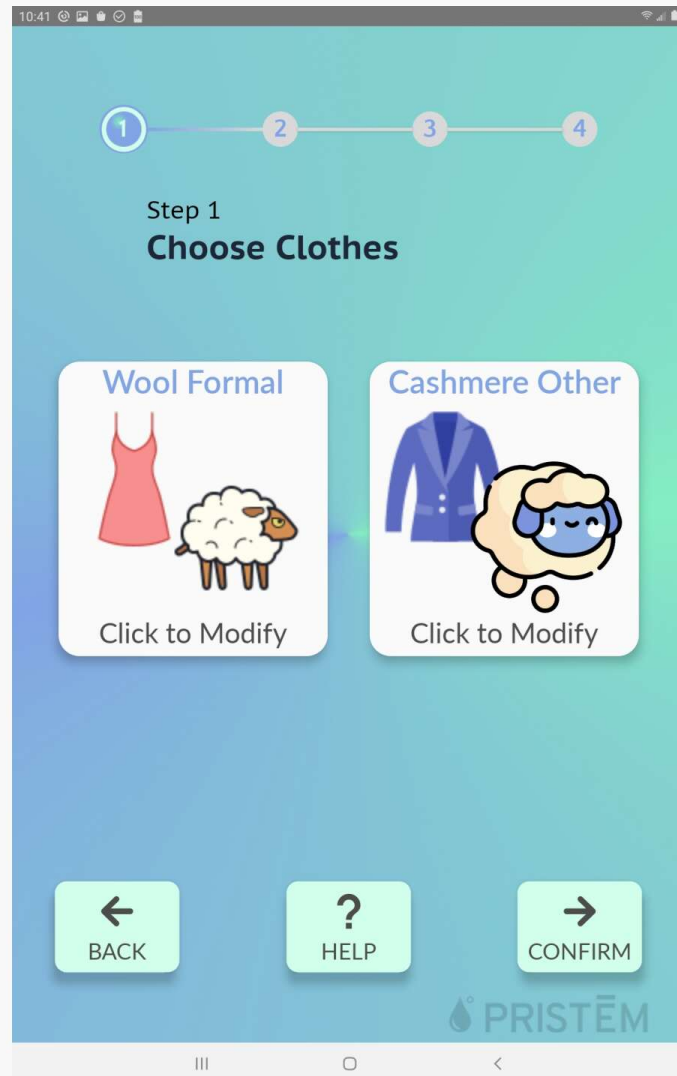 10:41
1 2 3 4
Step 1
Choose Clothes
Wool Formal
Cashmere Other
Click to Modify
Click to Modify
?
BACK
HELP
CONFIRM
PRISTĒM